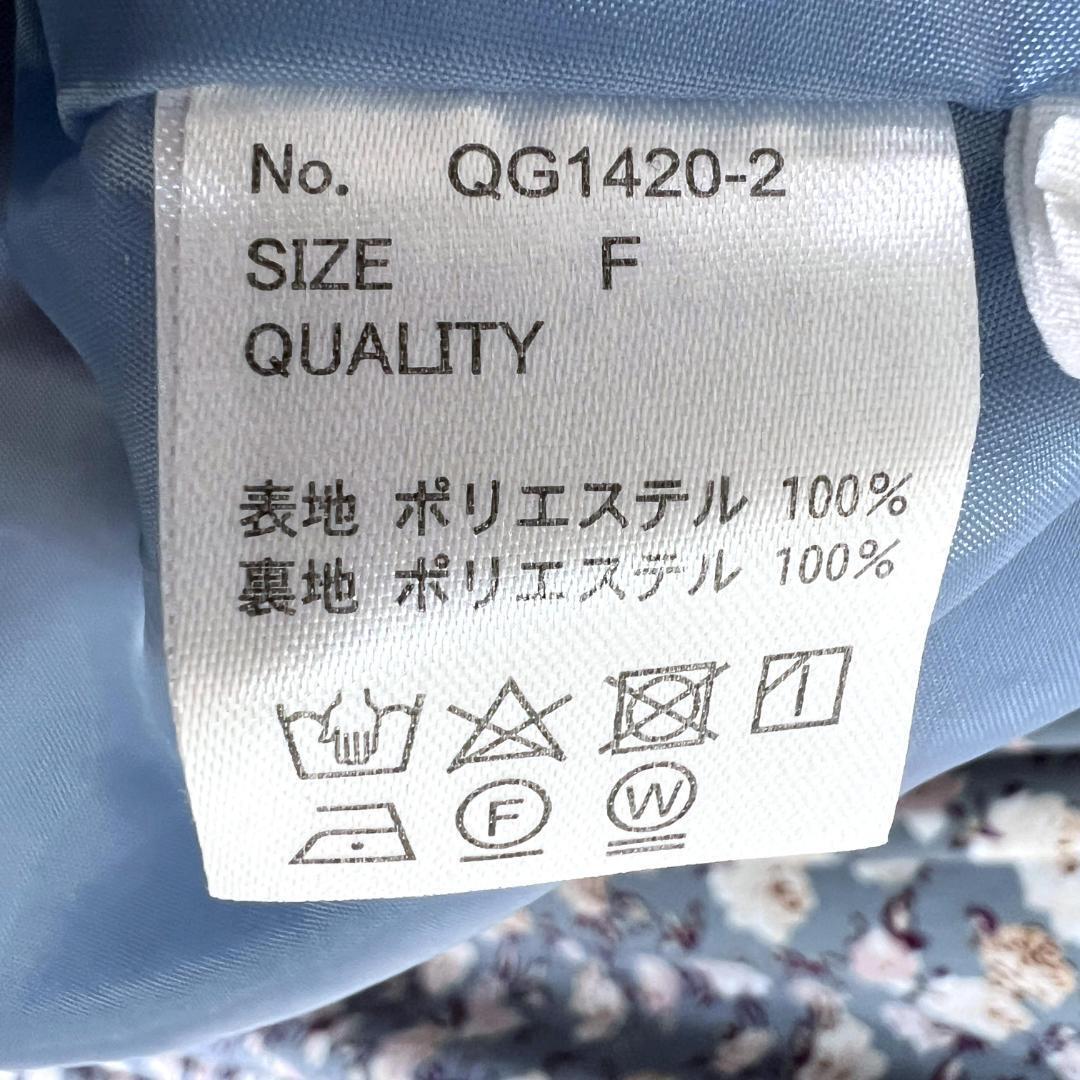 No. QG1420-2
SIZE F
QUALITY
表地 ポリエステル 100%
裏地 ポリエステル 100%
F W